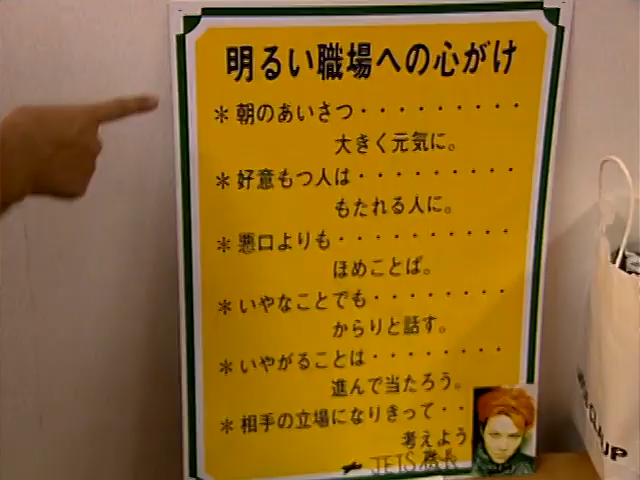 明るい職場への心がけ
＊朝のあいさつ・・・・・・・・・
大きく元気に。
＊好意もつ人は・・・・・・・・・
もたれる人に。
＊悪口よりも・・・・・・・・・
ほめことば。
＊いやなことでも・・・・・・・
からりと話す。
＊いやがることは・・・・・・・
進んで当たろう。
＊相手の立場になりきって・・
考えよう